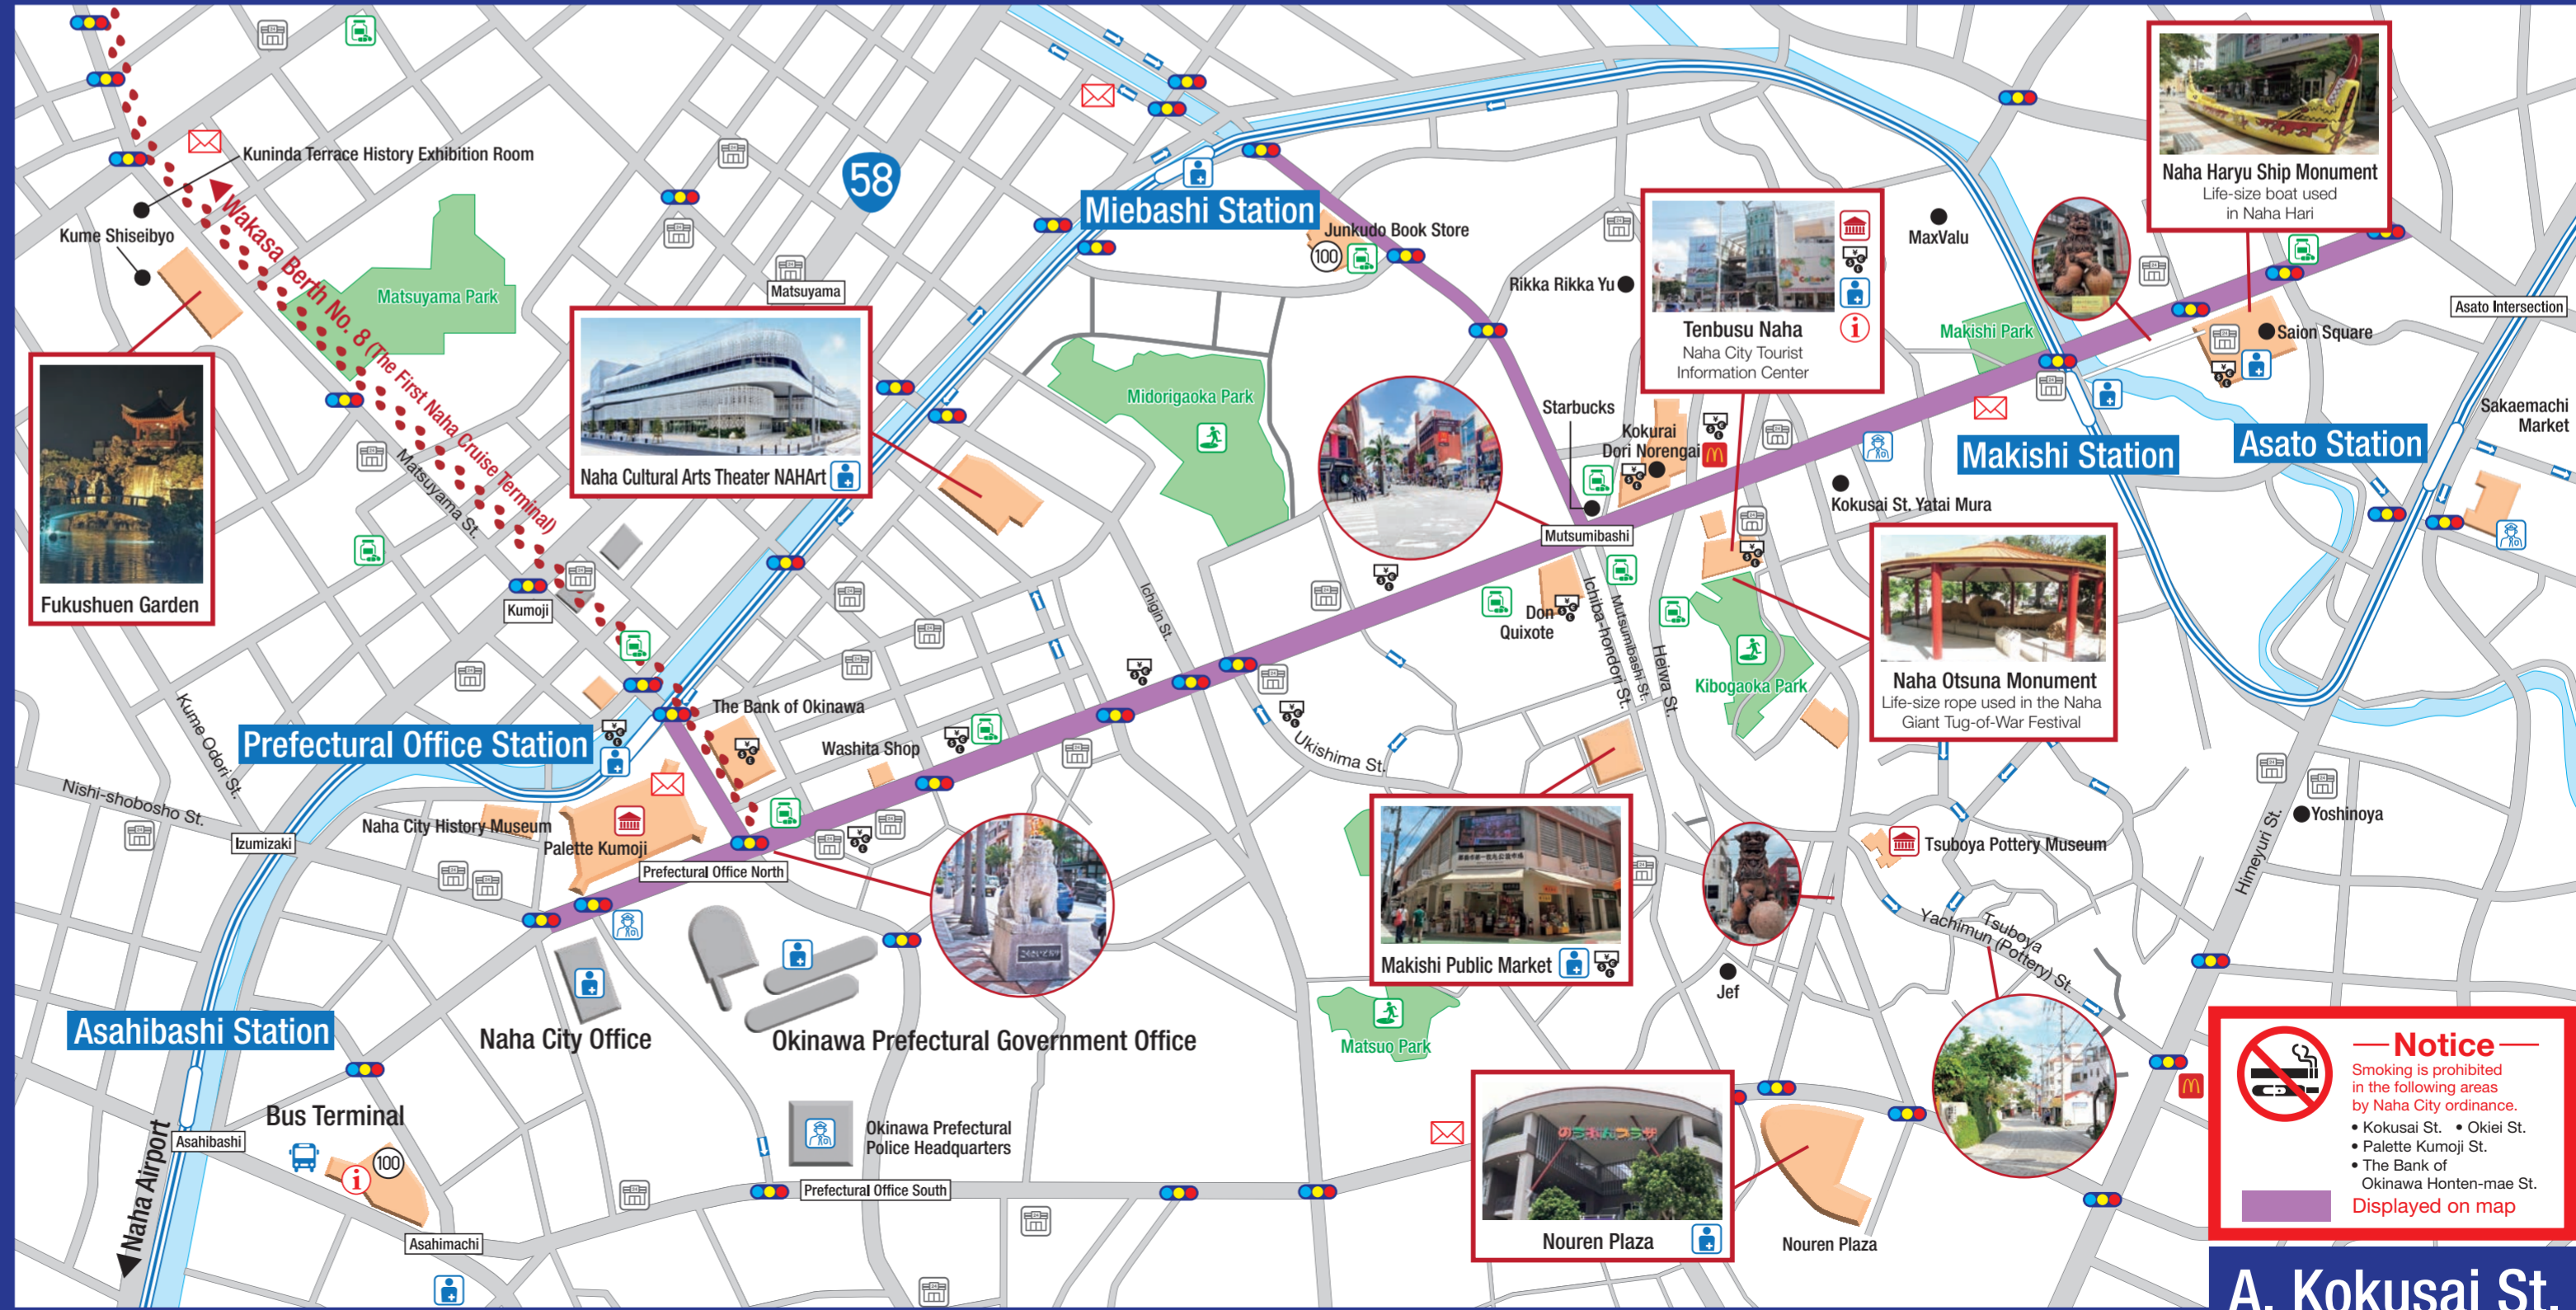 Kuninda Terrace History Exhibition Room
Kume Shiseibyo
Wakasa Berth No. 8 (The First Naha Cruise Terminal)
Matsuyama Park
Fukushuen Garden
Matsuyama St.
Kumoji
58
Matsuyama
Naha Cultural Arts Theater NAHArt
Miebashi Station
Junkudo Book Store
100
Midorigaoka Park
Rikka Rikka Yu
Starbucks
Kokurai
Dori Norengai
Tenbusu Naha
Naha City Tourist
Information Center
i
MaxValu
Makishi Park
Naha Haryu Ship Monument
Life-size boat used
in Naha Hari
Saion Square
Asato Intersection
Sakaemachi
Market
Makishi Station
Asato Station
Kokusai St. Yatai Mura
Mutsumibashi
Don
Quixote
Ichiba-hondori St.
Mutsumibashi St.
Heiwa St.
Kibogaoka Park
Naha Otsuna Monument
Life-size rope used in the Naha
Giant Tug-of-War Festival
Ichigin St.
Ukishima St.
The Bank of Okinawa
Washita Shop
Prefectural Office Station
Kume Odori St.
Nishi-shobosho St.
Izumizaki
Naha City History Museum
Palette Kumoji
Prefectural Office North
Makishi Public Market
Tsuboya Pottery Museum
Himeyuri St.
Yoshinoya
Tsuboya
Yachimun (Pottery) St.
Jef
Matsuo Park
Asahibashi Station
Naha City Office
Okinawa Prefectural Government Office
Bus Terminal
i
100
Asahibashi
Naha Airport
Asahimachi
Okinawa Prefectural
Police Headquarters
Prefectural Office South
のうれんプラザ
Nouren Plaza
Nouren Plaza
Notice
Smoking is prohibited
in the following areas
by Naha City ordinance.
• Kokusai St. • Okiei St.
• Palette Kumoji St.
• The Bank of
Okinawa Honten-mae St.
Displayed on map
A. Kokusai St.